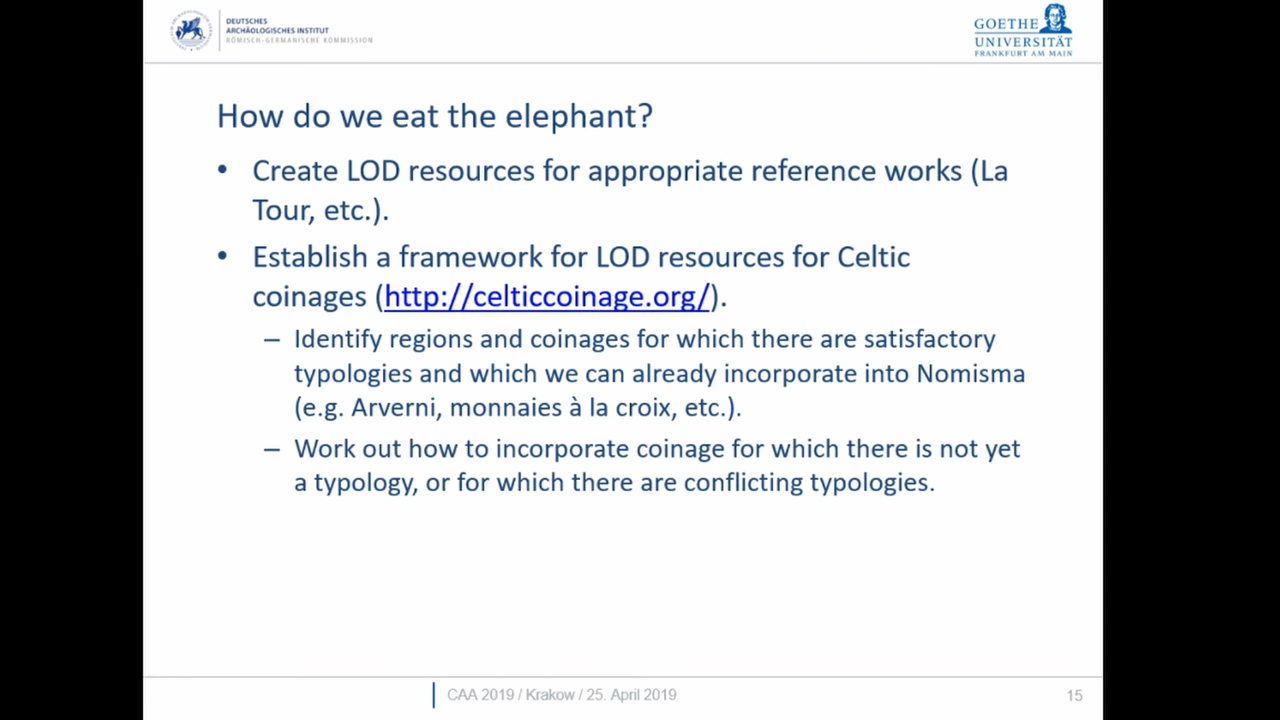 DEUTSCHES
ARCHÄOLOGISCHES INSTITUT
RÖMISCH-GERMANISCHE KOMMISSION
GOETHE
UNIVERSITÄT
FRANKFURT AM MAIN
How do we eat the elephant?
• Create LOD resources for appropriate reference works (La
Tour, etc.).
• Establish a framework for LOD resources for Celtic
coinages (http://celticcoinage.org/).
– Identify regions and coinages for which there are satisfactory
typologies and which we can already incorporate into Nomisma
(e.g. Arverni, monnaies à la croix, etc.).
– Work out how to incorporate coinage for which there is not yet
a typology, or for which there are conflicting typologies.
CAA 2019 / Krakow / 25. April 2019
15